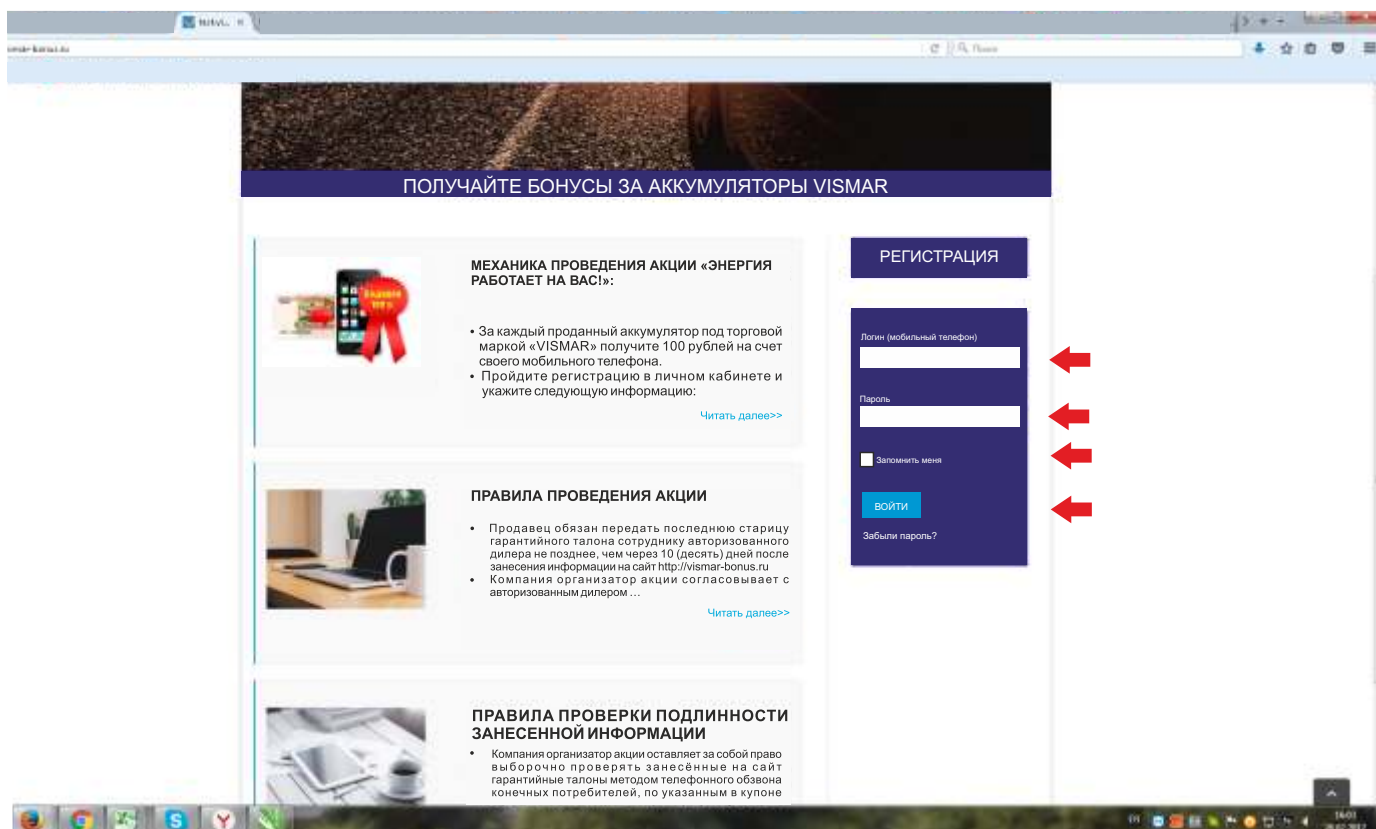 ПОЛУЧАЙТЕ БОНУСЫ ЗА АККУМУЛЯТОРЫ VISMAR
МЕХАНИКА ПРОВЕДЕНИЯ АКЦИИ «ЭНЕРГИЯ
РАБОТАЕТ НА ВАС!»:
• За каждый проданный аккумулятор под торговой
маркой «VISMAR» получите 100 рублей на счет
своего мобильного телефона.
• Пройдите регистрацию в личном кабинете и
укажите следующую информацию:
Читать далее>>
ПРАВИЛА ПРОВЕДЕНИЯ АКЦИИ
• Продавец обязан передать последнюю старицу
гарантийного талона сотруднику авторизованного
дилера не позднее, чем через 10 (десять) дней после
занесения информации на сайт http://vismar-bonus.ru
• Компания организатор акции согласовывает с
авторизованным дилером …
Читать далее>>
ПРАВИЛА ПРОВЕРКИ ПОДЛИННОСТИ
ЗАНЕСЕННОЙ ИНФОРМАЦИИ
• Компания организатор акции оставляет за собой право
выборочно проверять занесённые на сайт
гарантийные талоны методом телефонного обзвона
конечных потребителей, по указанным в купоне
РЕГИСТРАЦИЯ
Логин (мобильный телефон)
Пароль
Запомнить меня
ВОЙТИ
Забыли пароль?